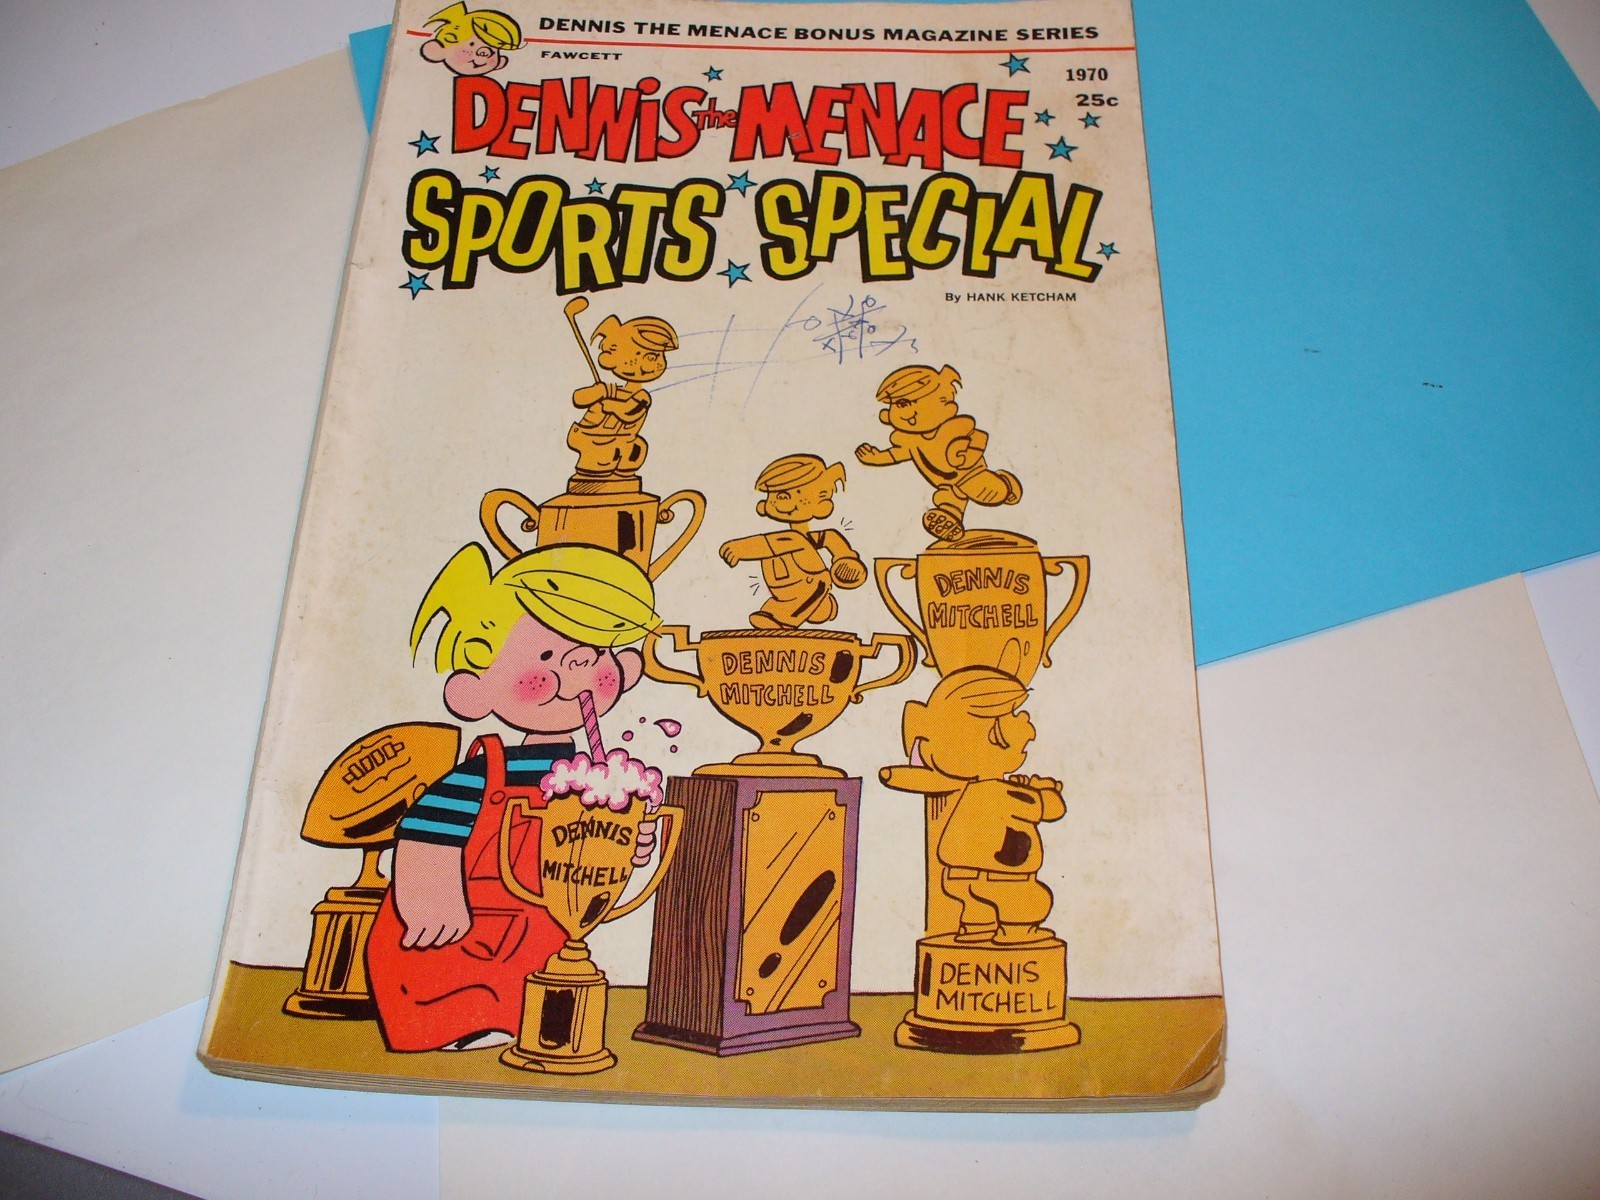 DENNIS THE MENACE BONUS MAGAZINE SERIES
FAWCETT
1970
25c
DENNIS the MENACE
SPORTS SPECIAL
By HANK KETCHAM
DENNIS
MITCHELL
DENNIS
MITCHELL
DENNIS
MITCHELL
DENNIS
MITCHELL